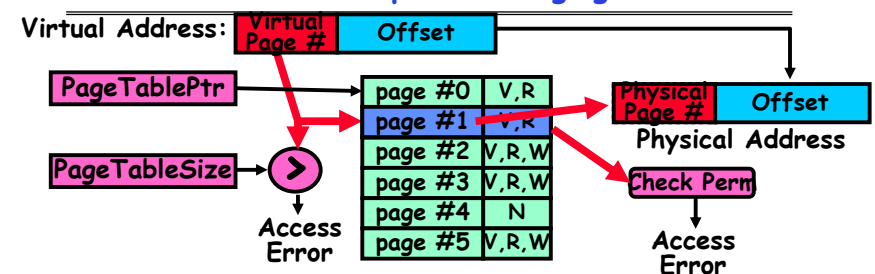 Virtual Address:
Virtual
Page #
Offset
PageTablePtr
page #0 V,R
page #1 V,R
page #2 V,R,W
page #3 V,R,W
page #4 N
page #5 V,R,W
Physical
Page #
Offset
Physical Address
PageTableSize
>
Access
Error
Check Perm
Access
Error